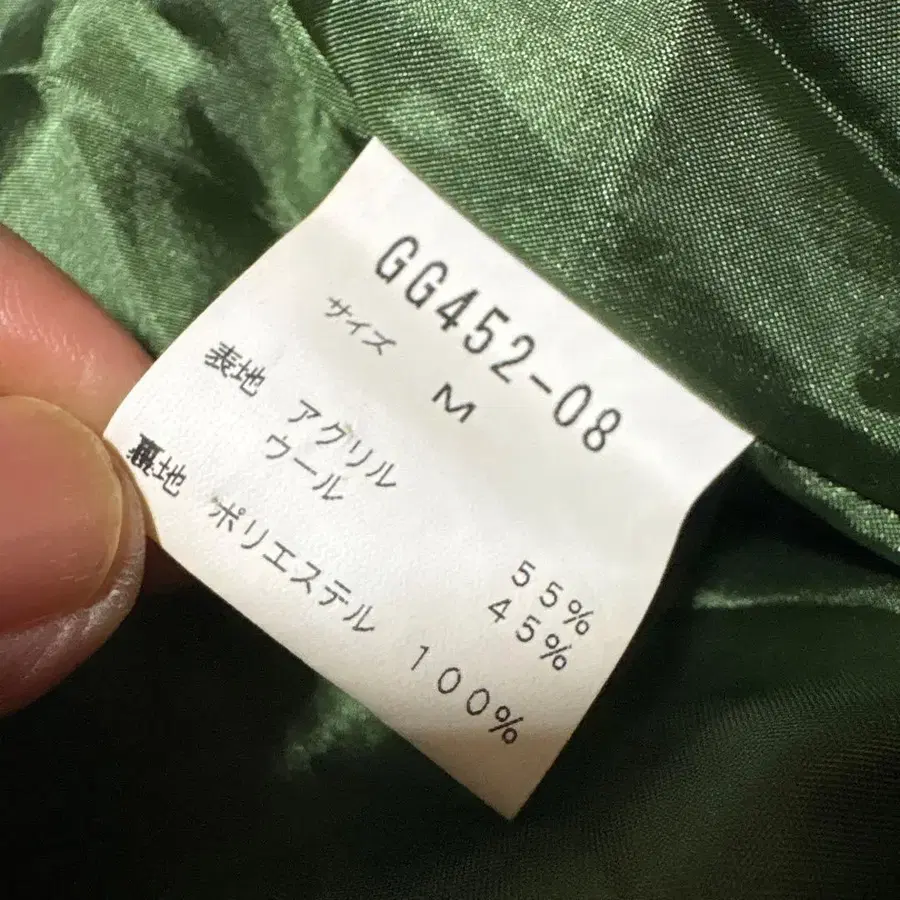 GG452-08
サイズ M
表地 アクリル 55%
ウール 45%
裏地 ポリエステル 100%